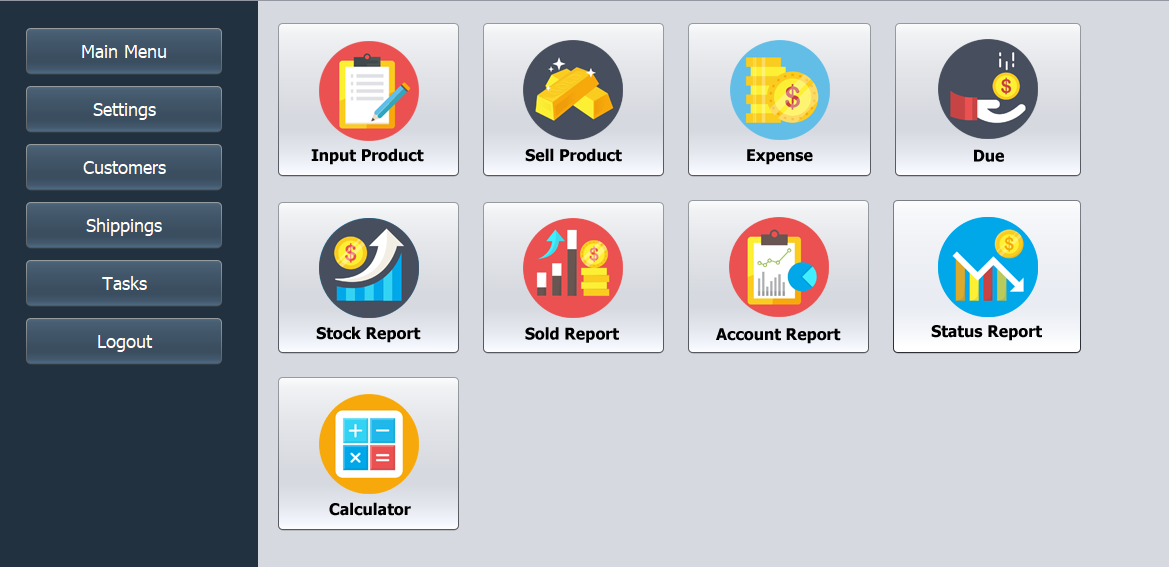 Main Menu
Settings
Customers
Shippings
Tasks
Logout
Input Product
Sell Product
Expense
Due
Stock Report
Sold Report
Account Report
Status Report
Calculator